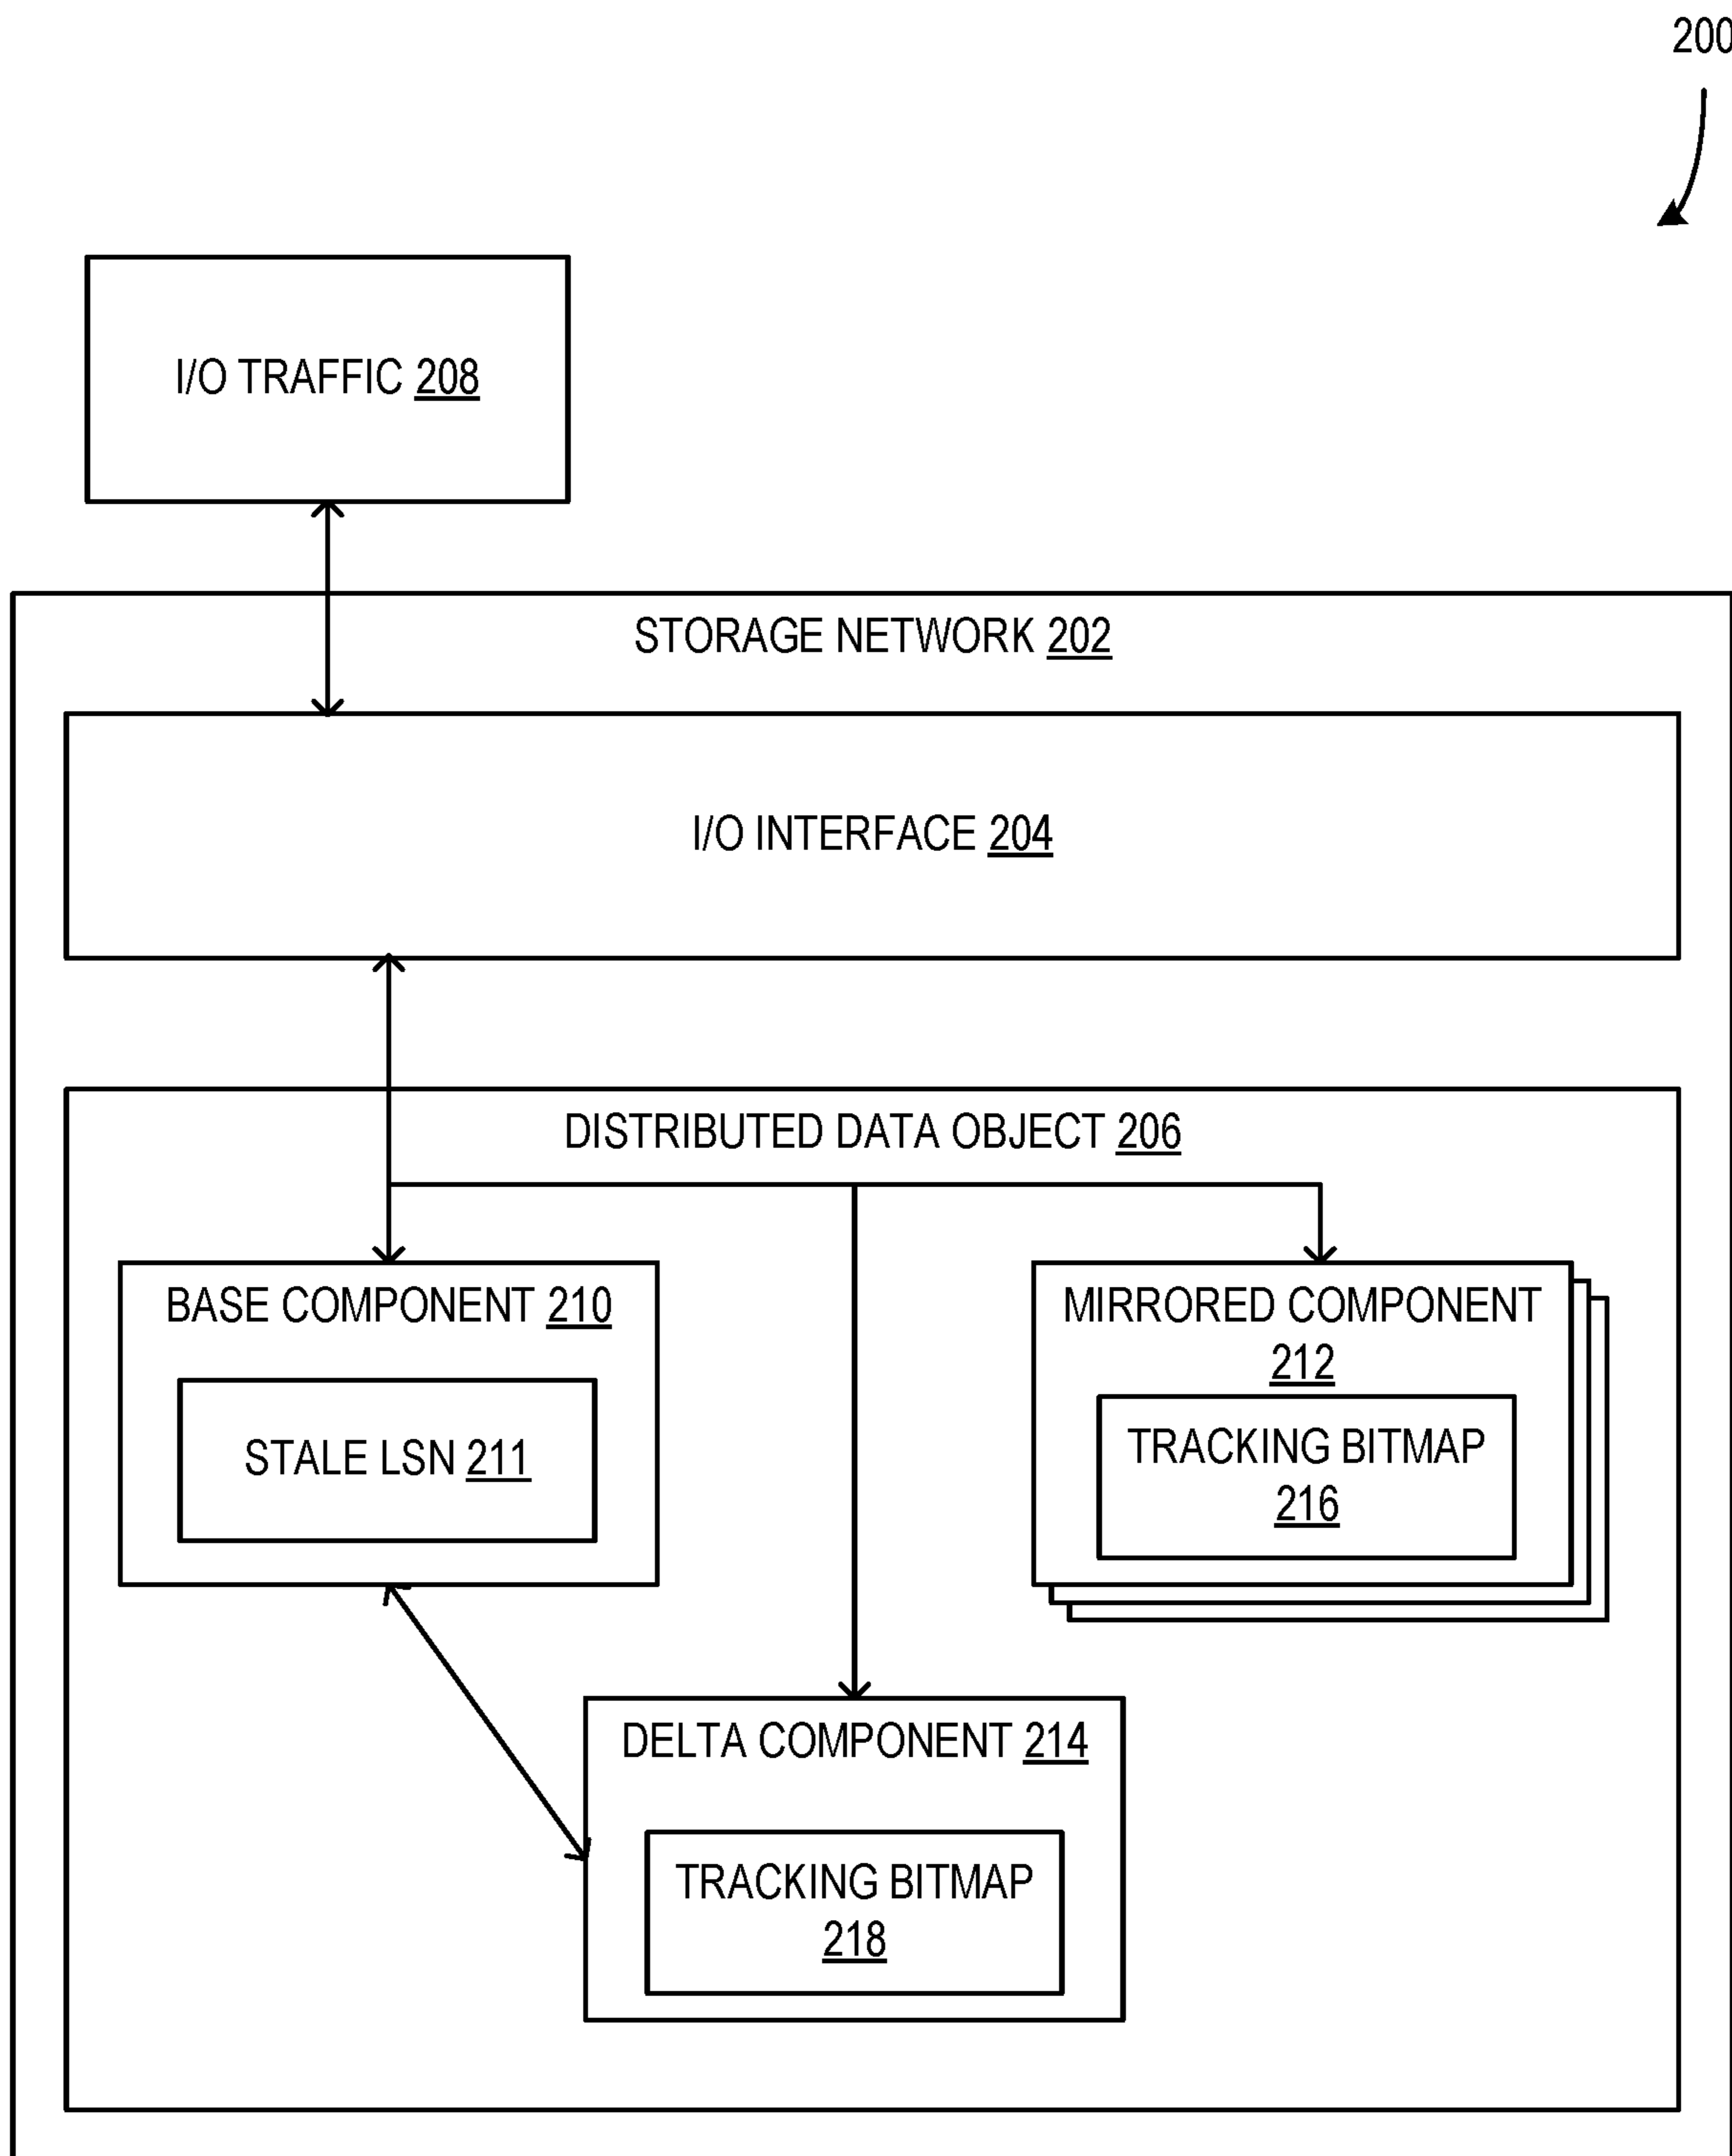 200
I/O TRAFFIC 208
STORAGE NETWORK 202
I/O INTERFACE 204
DISTRIBUTED DATA OBJECT 206
BASE COMPONENT 210
STALE LSN 211
MIRRORED COMPONENT
212
TRACKING BITMAP
216
DELTA COMPONENT 214
TRACKING BITMAP
218